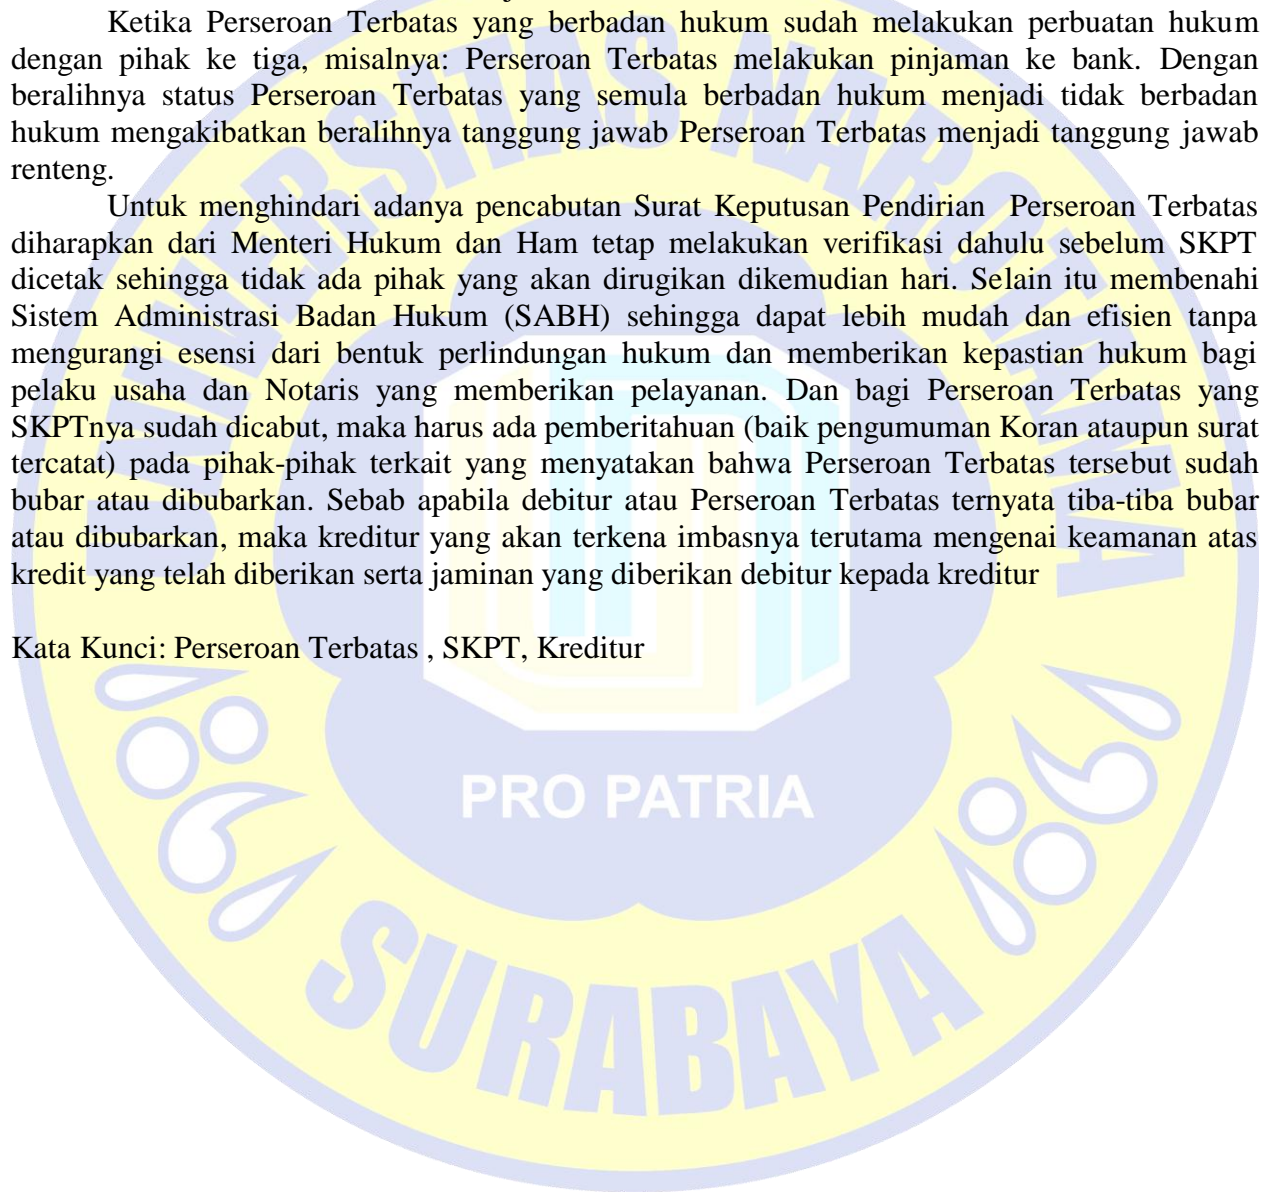 Ketika Perseroan Terbatas yang berbadan hukum sudah melakukan perbuatan hukum
dengan pihak ke tiga, misalnya: Perseroan Terbatas melakukan pinjaman ke bank. Dengan
beralihnya status Perseroan Terbatas yang semula berbadan hukum menjadi tidak berbadan
hukum mengakibatkan beralihnya tanggung jawab Perseroan Terbatas menjadi tanggung jawab
renteng.
Untuk menghindari adanya pencabutan Surat Keputusan Pendirian Perseroan Terbatas
diharapkan dari Menteri Hukum dan Ham tetap melakukan verifikasi dahulu sebelum SKPT
dicetak sehingga tidak ada pihak yang akan dirugikan dikemudian hari. Selain itu membenahi
Sistem Administrasi Badan Hukum (SABH) sehingga dapat lebih mudah dan efisien tanpa
mengurangi esensi dari bentuk perlindungan hukum dan memberikan kepastian hukum bagi
pelaku usaha dan Notaris yang memberikan pelayanan. Dan bagi Perseroan Terbatas yang
SKPTnya sudah dicabut, maka harus ada pemberitahuan (baik pengumuman Koran ataupun surat
tercatat) pada pihak-pihak terkait yang menyatakan bahwa Perseroan Terbatas tersebut sudah
bubar atau dibubarkan. Sebab apabila debitur atau Perseroan Terbatas ternyata tiba-tiba bubar
atau dibubarkan, maka kreditur yang akan terkena imbasnya terutama mengenai keamanan atas
kredit yang telah diberikan serta jaminan yang diberikan debitur kepada kreditur
Kata Kunci: Perseroan Terbatas , SKPT, Kreditur
UNIVERSITAS NAROTAMA
PRO PATRIA
SURABAYA